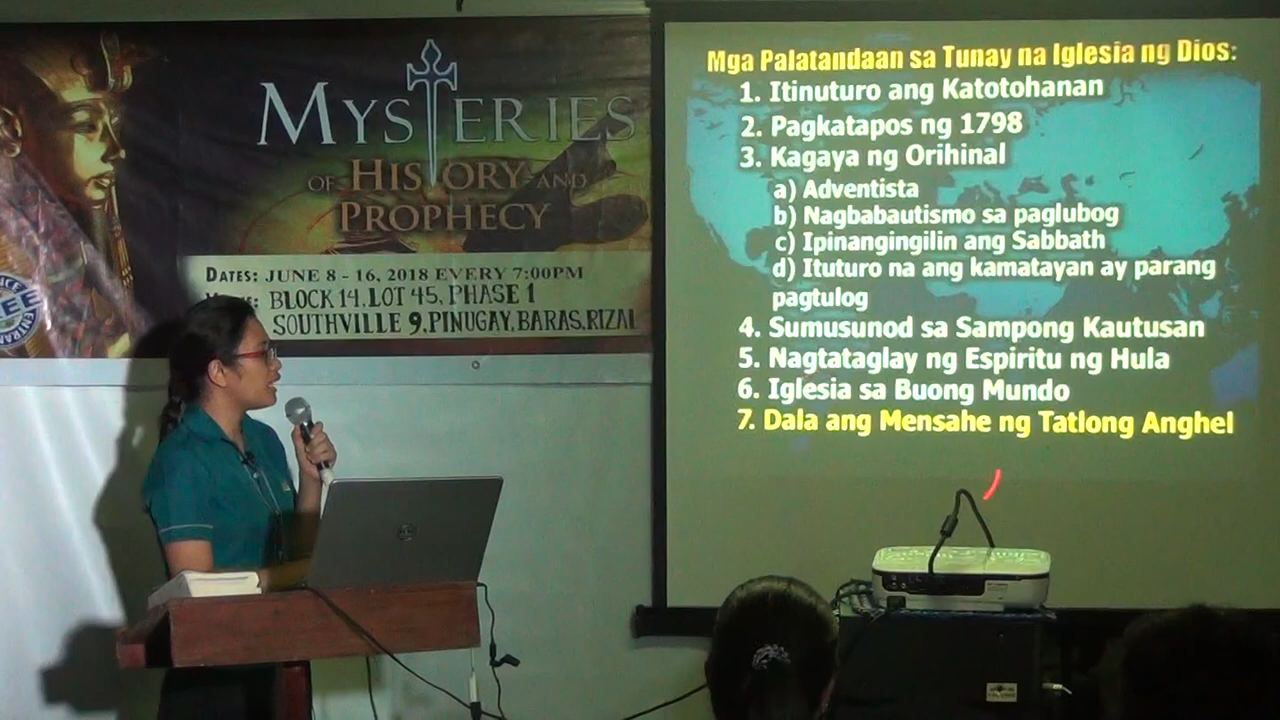 MYSTERIES
OF HISTORY AND
PROPHECY
DATES: JUNE 8 - 16, 2018 EVERY 7:00PM
BLOCK 14, LOT 45, PHASE 1
SOUTHVILLE 9, PINUGAY, BARAS, RIZAL
Mga Palatandaan sa Tunay na Iglesia ng Dios:
1. Itinuturo ang Katotohanan
2. Pagkatapos ng 1798
3. Kagaya ng Orihinal
a) Adventista
b) Nagbabautismo sa paglubog
c) Ipinangingilin ang Sabbath
d) Ituturo na ang kamatayan ay parang
pagtulog
4. Sumusunod sa Sampong Kautusan
5. Nagtataglay ng Espiritu ng Hula
6. Iglesia sa Buong Mundo
7. Dala ang Mensahe ng Tatlong Anghel